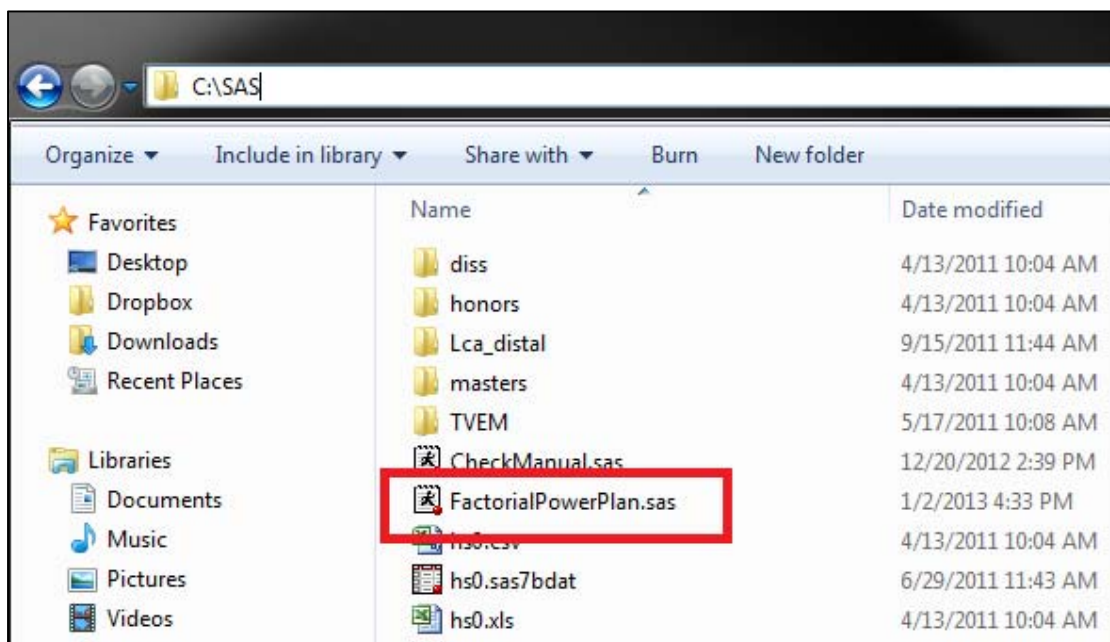 C:\SAS
Organize Include in library Share with Burn New folder
Name Date modified
Favorites
Desktop
Dropbox
Downloads
Recent Places
Libraries
Documents
Music
Pictures
Videos
diss 4/13/2011 10:04 AM
honors 4/13/2011 10:04 AM
Lca_distal 9/15/2011 11:44 AM
masters 4/13/2011 10:04 AM
TVEM 5/17/2011 10:08 AM
CheckManual.sas 12/20/2012 2:39 PM
FactorialPowerPlan.sas 1/2/2013 4:33 PM
hs0.csv 4/13/2011 10:04 AM
hs0.sas7bdat 6/29/2011 11:43 AM
hs0.xls 4/13/2011 10:04 AM